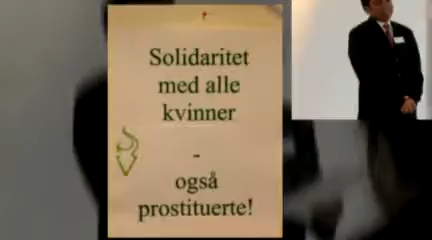 Solidaritet
med alle
kvinner
-
også
prostituerte!